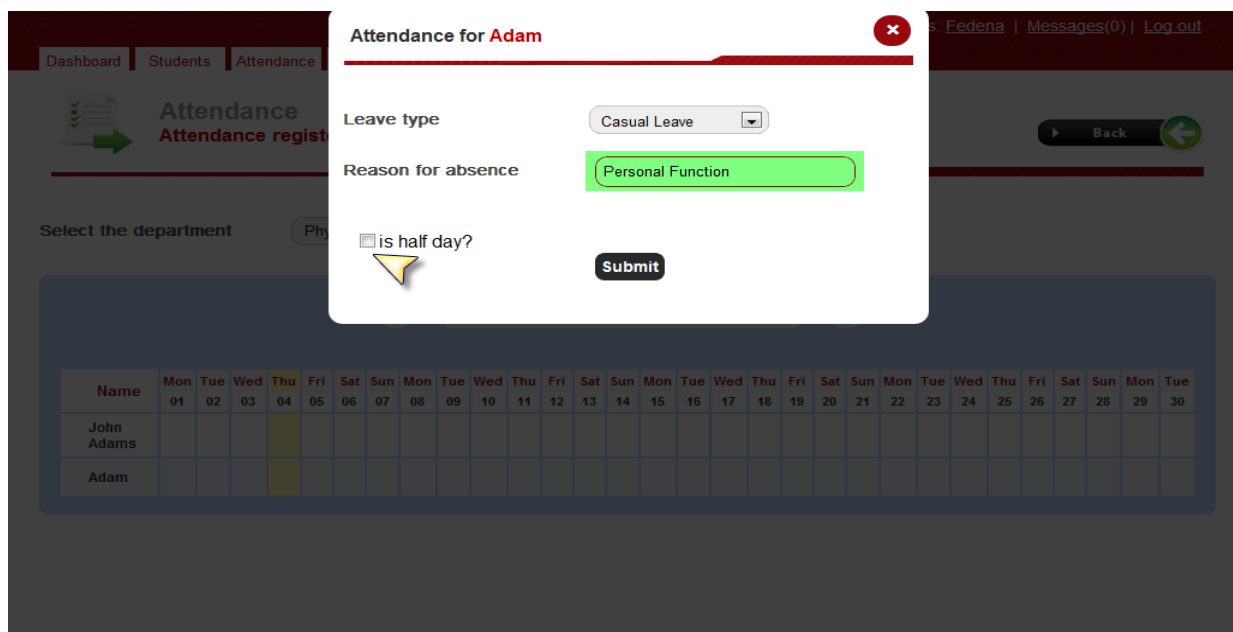 Attendance for Adam
s: Fedena | Messages(0) | Log out
Dashboard Students Attendance
Attendance
Attendance regist
Back
Leave type Casual Leave
Reason for absence Personal Function
Select the department Phy
is half day?
Submit
Name Mon Tue Wed Thu Fri Sat Sun Mon Tue Wed Thu Fri Sat Sun Mon Tue Wed Thu Fri Sat Sun Mon Tue Wed Thu Fri Sat Sun Mon Tue
01 02 03 04 05 06 07 08 09 10 11 12 13 14 15 16 17 18 19 20 21 22 23 24 25 26 27 28 29 30
John
Adams
Adam